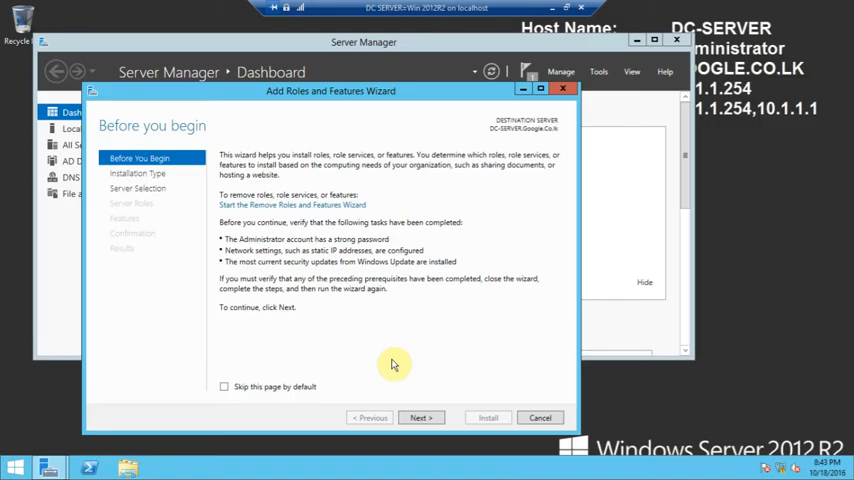 DC SERVER=Win 2012R2 on localhost
Recycle
Host Name: DC-SERVER
ministrator
OOGLE.CO.LK
.1.1.254
.1.1.254,10.1.1.1
Server Manager
Server Manager • Dashboard
1
Manage Tools View Help
Dash
Loca
All S
AD D
DNS
File a
Hide
Add Roles and Features Wizard
Before you begin
DESTINATION SERVER
DC-SERVER.Google.Co.lk
Before You Begin
Installation Type
Server Selection
Server Roles
Features
Confirmation
Results
This wizard helps you install roles, role services, or features. You determine which roles, role services, or
features to install based on the computing needs of your organization, such as sharing documents, or
hosting a website.
To remove roles, role services, or features:
Start the Remove Roles and Features Wizard
Before you continue, verify that the following tasks have been completed:
• The Administrator account has a strong password
• Network settings, such as static IP addresses, are configured
• The most current security updates from Windows Update are installed
If you must verify that any of the preceding prerequisites have been completed, close the wizard,
complete the steps, and then run the wizard again.
To continue, click Next.
Skip this page by default
< Previous Next > Install Cancel
Windows Server 2012 R2
8:43 PM
10/18/2016